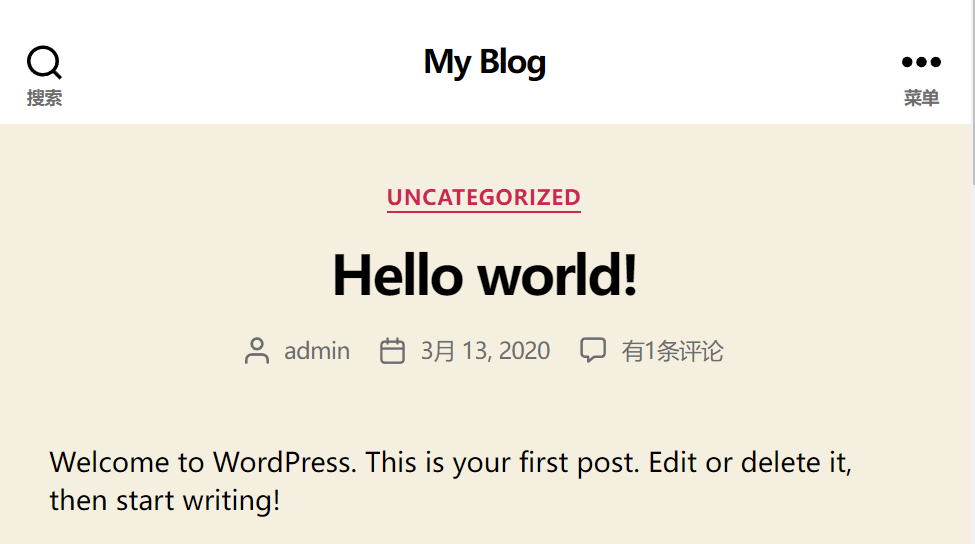 My Blog
搜索
菜单
UNCATEGORIZED
Hello world!
admin 3月 13, 2020 有1条评论
Welcome to WordPress. This is your first post. Edit or delete it,
then start writing!